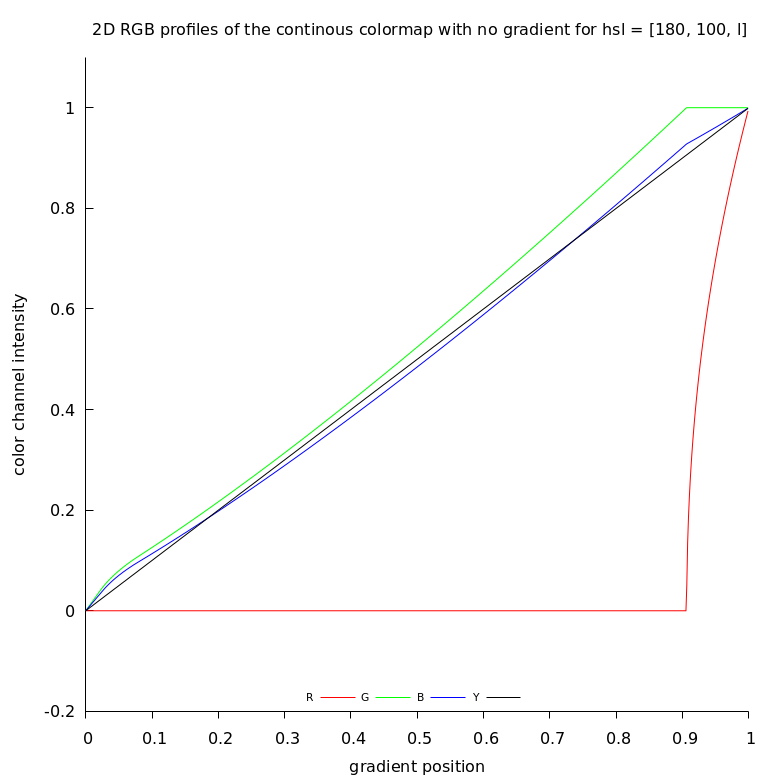 2D RGB profiles of the continous colormap with no gradient for hsl = [180, 100, l]
1
0.8
0.6
0.4
0.2
0
-0.2
color channel intensity
R G B Y
0 0.1 0.2 0.3 0.4 0.5 0.6 0.7 0.8 0.9 1
gradient position